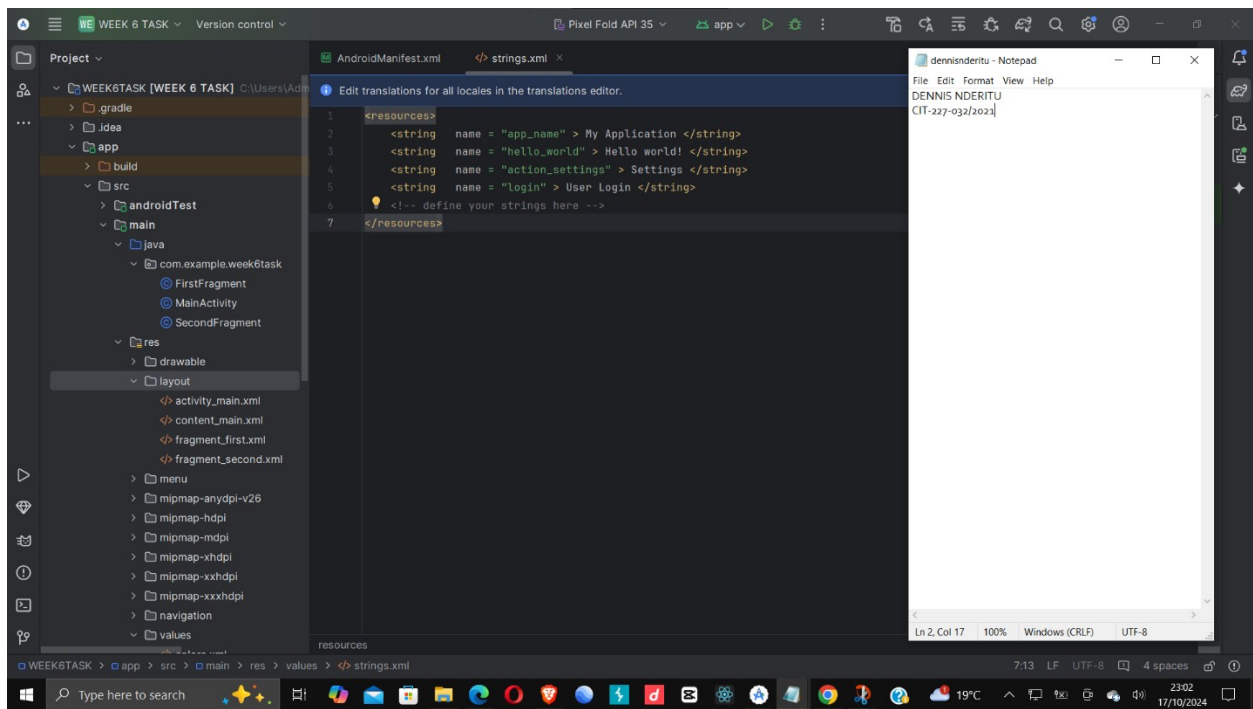 WE WEEK 6 TASK Version control Pixel Fold API 35 app
Project
WEEK6TASK [WEEK 6 TASK] C:\Users\Adm
.gradle
.idea
app
build
src
androidTest
main
java
com.example.week6task
FirstFragment
MainActivity
SecondFragment
res
drawable
layout
activity_main.xml
content_main.xml
fragment_first.xml
fragment_second.xml
menu
mipmap-anydpi-v26
mipmap-hdpi
mipmap-mdpi
mipmap-xhdpi
mipmap-xxhdpi
mipmap-xxxhdpi
navigation
values
AndroidManifest.xml strings.xml
Edit translations for all locales in the translations editor.
1 <resources>
2 <string name = "app_name" > My Application </string>
3 <string name = "hello_world" > Hello world! </string>
4 <string name = "action_settings" > Settings </string>
5 <string name = "login" > User Login </string>
6 <!-- define your strings here -->
7 </resources>
resources
dennisnderitu - Notepad
File Edit Format View Help
DENNIS NDERITU
CIT-227-032/2021
Ln 2, Col 17 100% Windows (CRLF) UTF-8
WEEK6TASK > app > src > main > res > values > strings.xml 7:13 LF UTF-8 4 spaces
Type here to search 19°C 23:02
17/10/2024